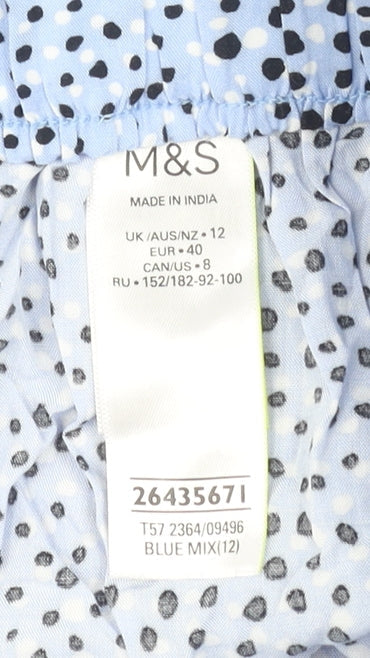 M&S
MADE IN INDIA
UK/AUS/NZ • 12
EUR • 40
CAN/US • 8
RU • 152/182-92-100
26435671
T57 2364/09496
BLUE MIX(12)